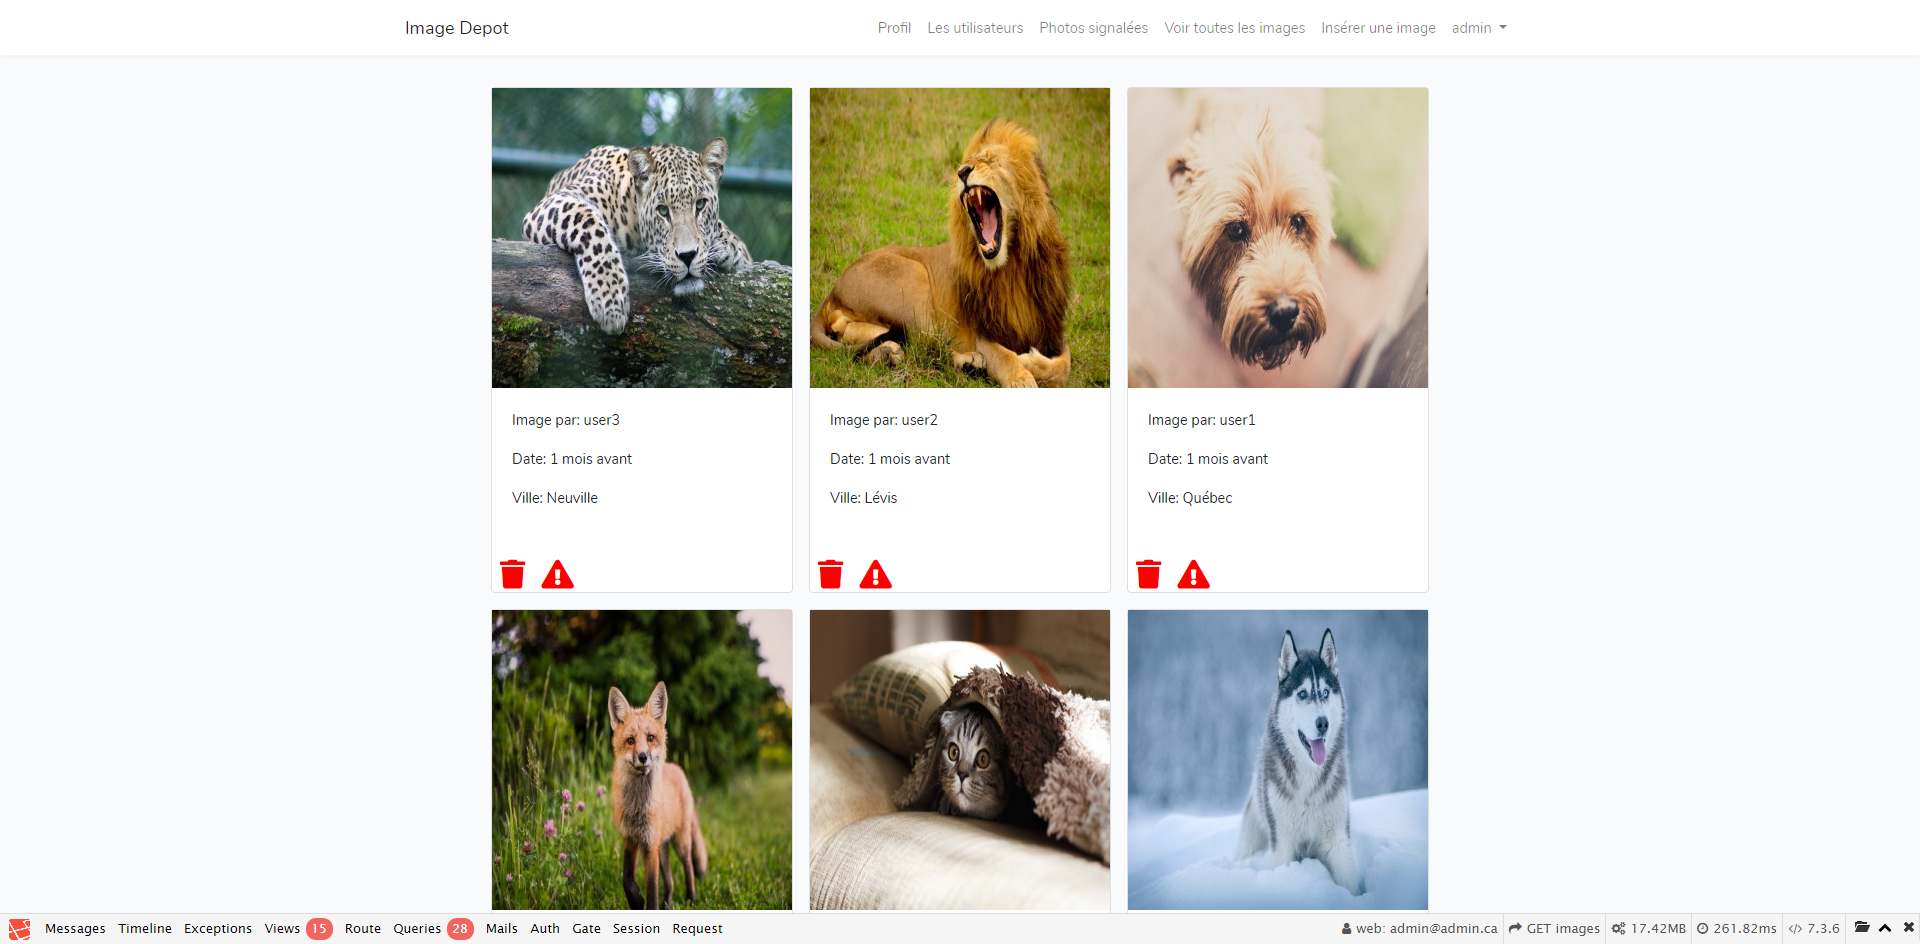 Image Depot
Profil Les utilisateurs Photos signalées Voir toutes les images Insérer une image admin
Image par: user3
Date: 1 mois avant
Ville: Neuville
Image par: user2
Date: 1 mois avant
Ville: Lévis
Image par: user1
Date: 1 mois avant
Ville: Québec
Messages Timeline Exceptions Views 15 Route Queries 28 Mails Auth Gate Session Request
web: admin@admin.ca GET images 17.42MB 261.82ms 7.3.6